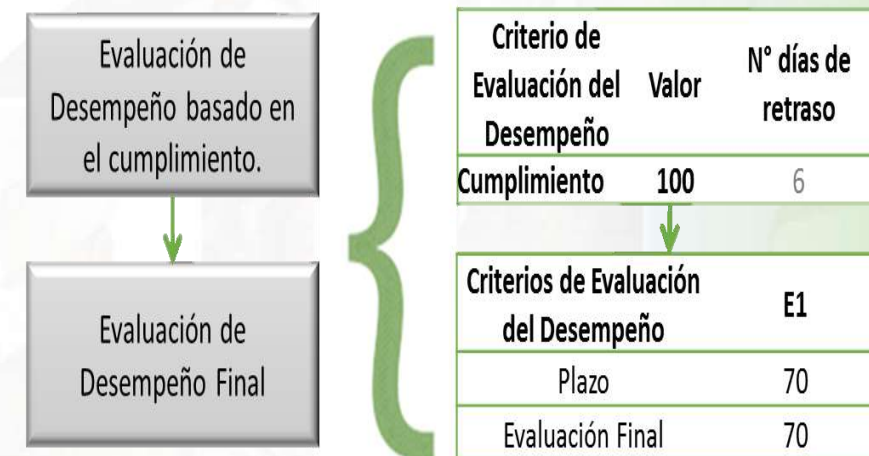 Evaluación de
Desempeño basado en
el cumplimiento.
Evaluación de
Desempeño Final
Criterio de
Evaluación del Valor N° días de
Desempeño retraso
Cumplimiento 100 6
Criterios de Evaluación
del Desempeño E1
Plazo 70
Evaluación Final 70